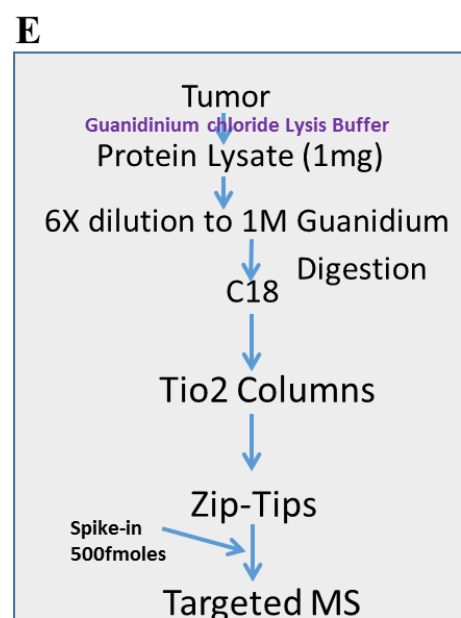 E
Tumor
Guanidinium chloride Lysis Buffer
Protein Lysate (1mg)
6X dilution to 1M Guanidium
Digestion
C18
Tio2 Columns
Zip-Tips
Spike-in
500fmoles
Targeted MS